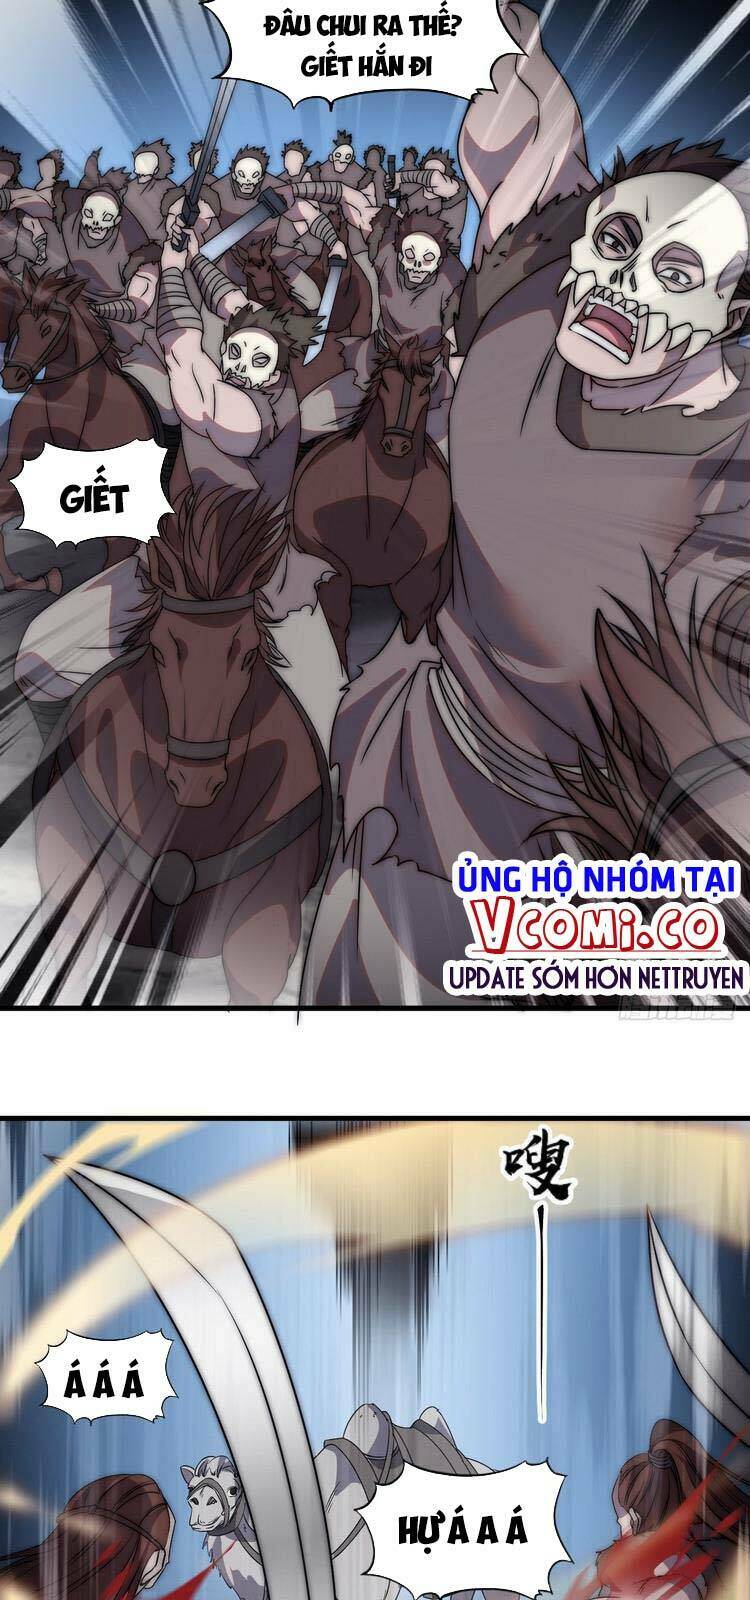 ĐÂU CHUI RA THẾ?
GIẾT HẮN ĐI
GIẾT
ỦNG HỘ NHÓM TẠI
VCOMI.CO
UPDATE SỚM HƠN NETTRUYEN
嗖
Á Á Á
HỰ Á A Á